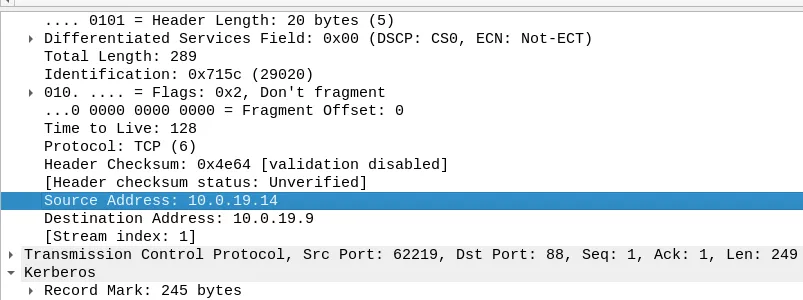 .... 0101 = Header Length: 20 bytes (5)
Differentiated Services Field: 0x00 (DSCP: CS0, ECN: Not-ECT)
Total Length: 289
Identification: 0x715c (29020)
010. .... = Flags: 0x2, Don't fragment
...0 0000 0000 0000 = Fragment Offset: 0
Time to Live: 128
Protocol: TCP (6)
Header Checksum: 0x4e64 [validation disabled]
[Header checksum status: Unverified]
Source Address: 10.0.19.14
Destination Address: 10.0.19.9
[Stream index: 1]
Transmission Control Protocol, Src Port: 62219, Dst Port: 88, Seq: 1, Ack: 1, Len: 249
Kerberos
Record Mark: 245 bytes